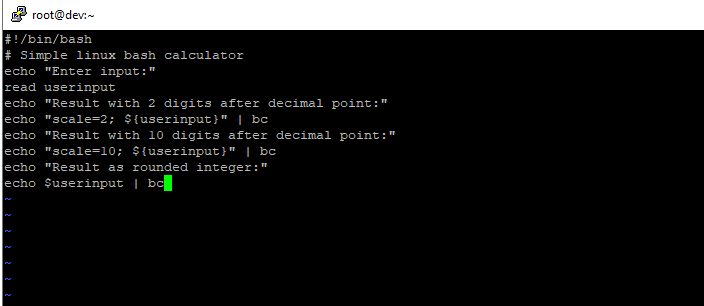 root@dev:~
#!/bin/bash
# Simple linux bash calculator
echo "Enter input:"
read userinput
echo "Result with 2 digits after decimal point:"
echo "scale=2; ${userinput}" | bc
echo "Result with 10 digits after decimal point:"
echo "scale=10; ${userinput}" | bc
echo "Result as rounded integer:"
echo $userinput | bc
~
~
~
~
~
~
~